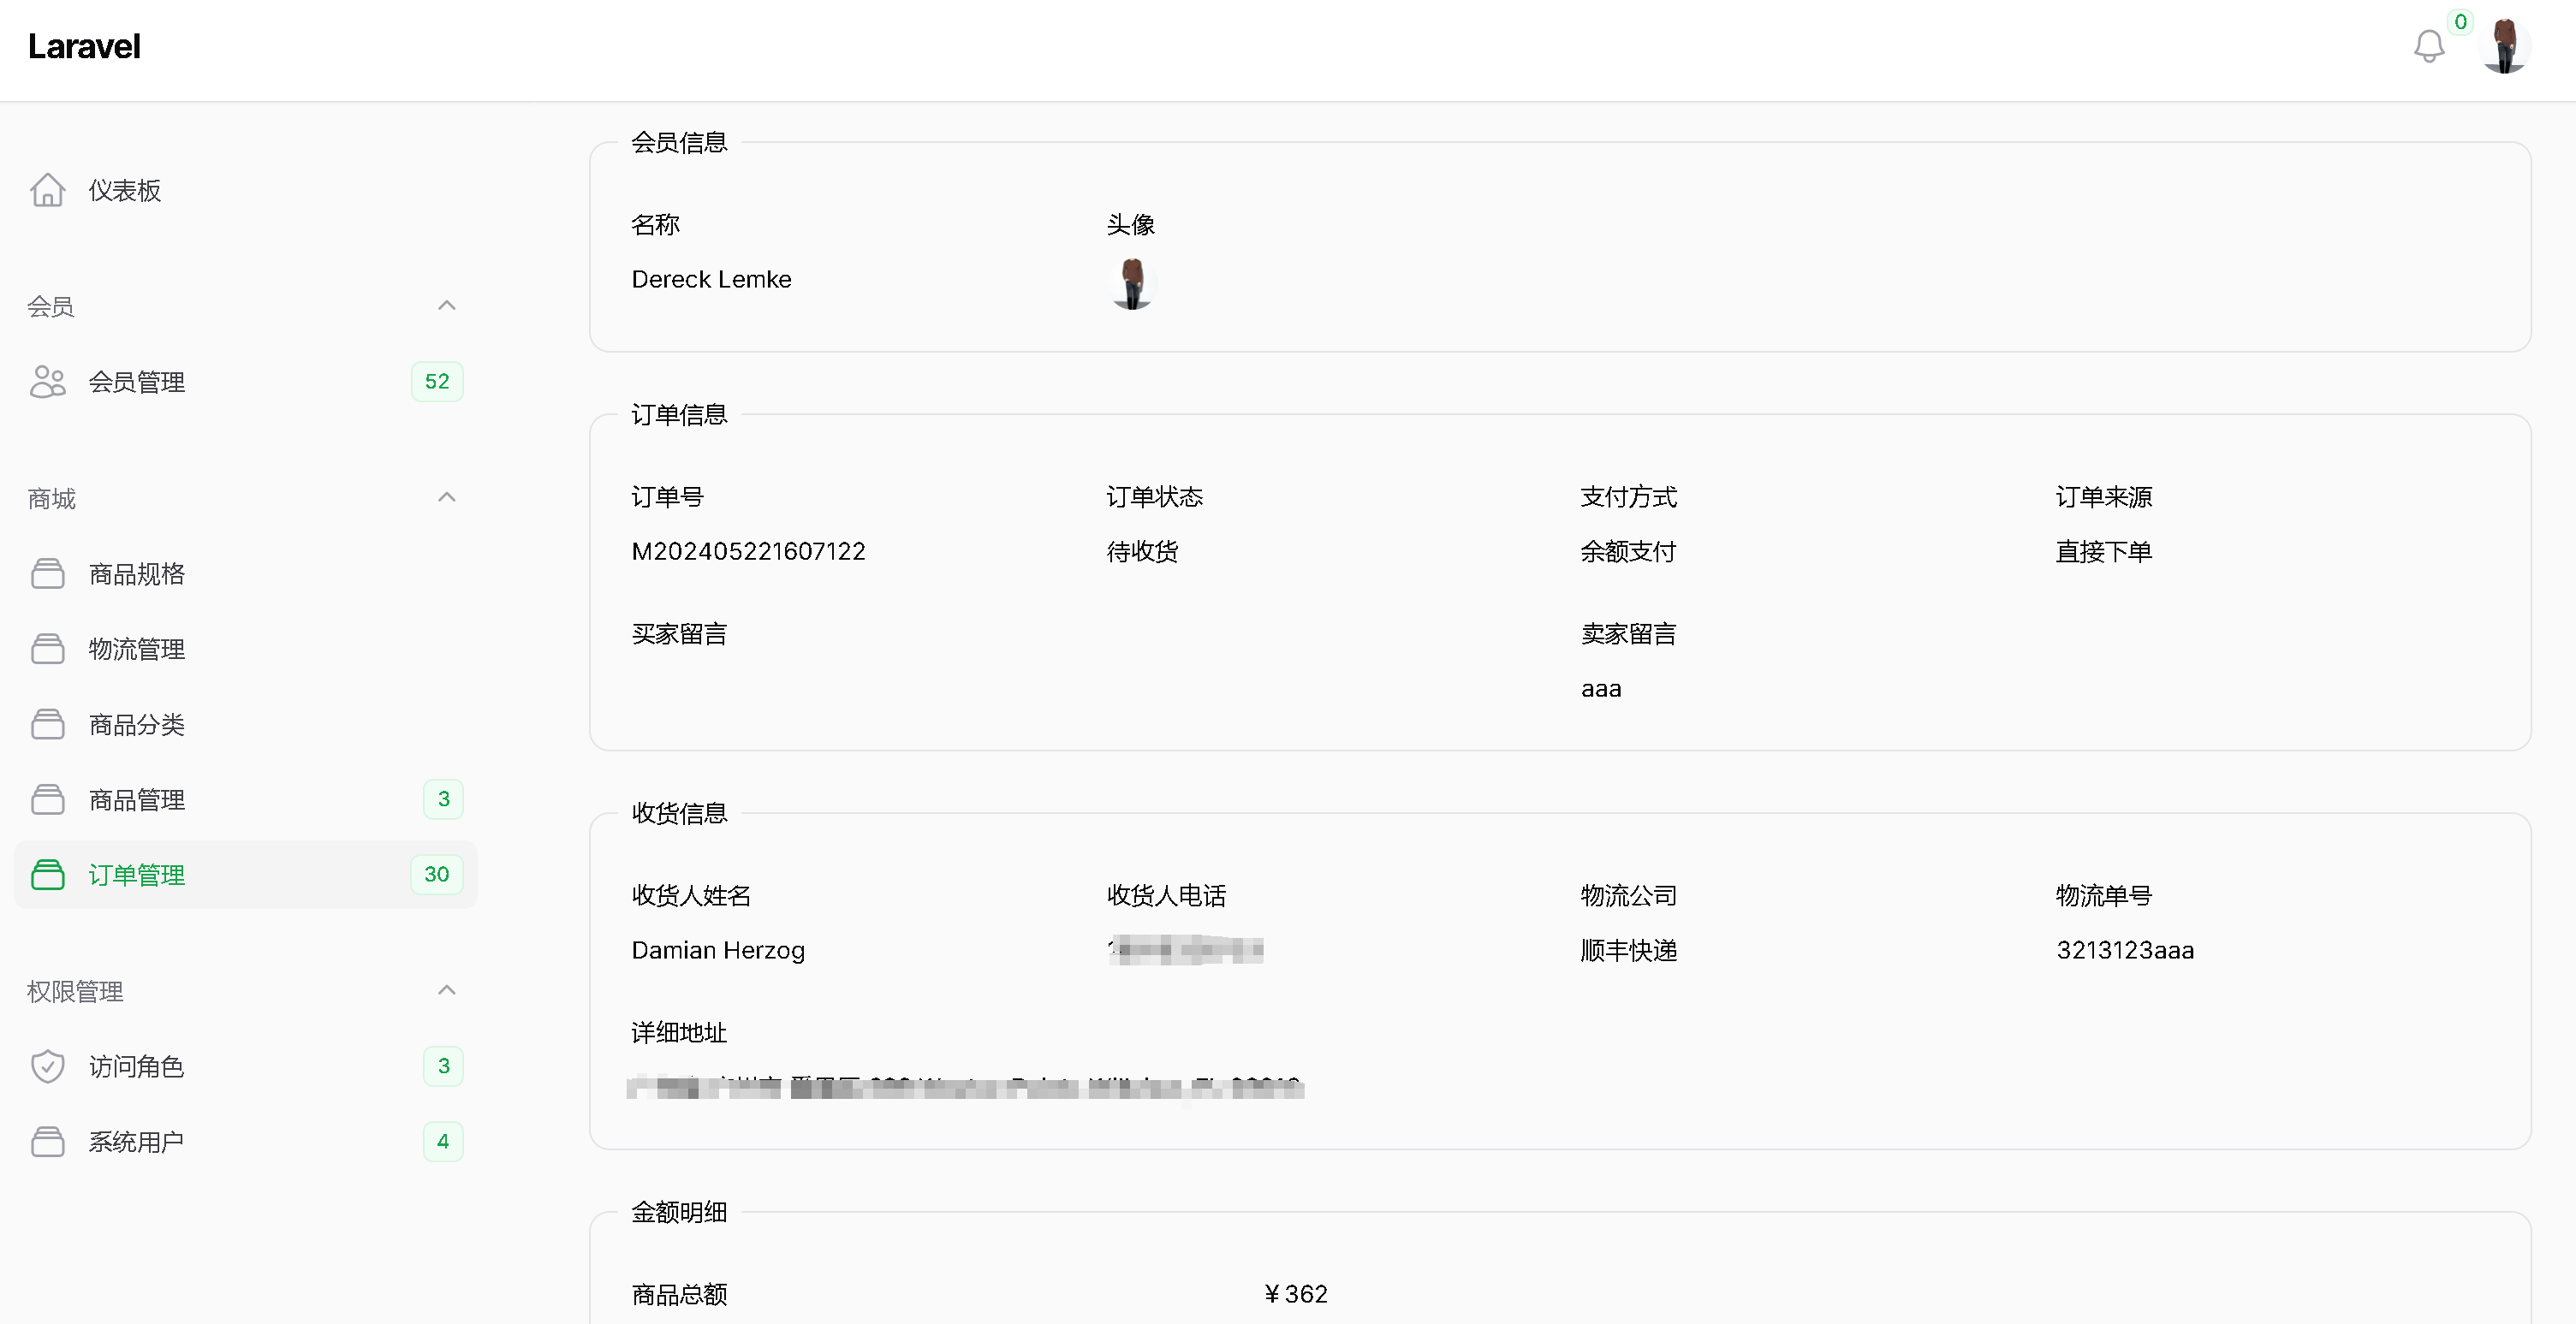 Laravel
0
仪表板
会员
会员管理 52
商城
商品规格
物流管理
商品分类
商品管理 3
订单管理 30
权限管理
访问角色 3
系统用户 4
会员信息
名称 头像
Dereck Lemke
订单信息
订单号 订单状态 支付方式 订单来源
M202405221607122 待收货 余额支付 直接下单
买家留言 卖家留言
aaa
收货信息
收货人姓名 收货人电话 物流公司 物流单号
Damian Herzog 顺丰快递 3213123aaa
详细地址
金额明细
商品总额 ¥362